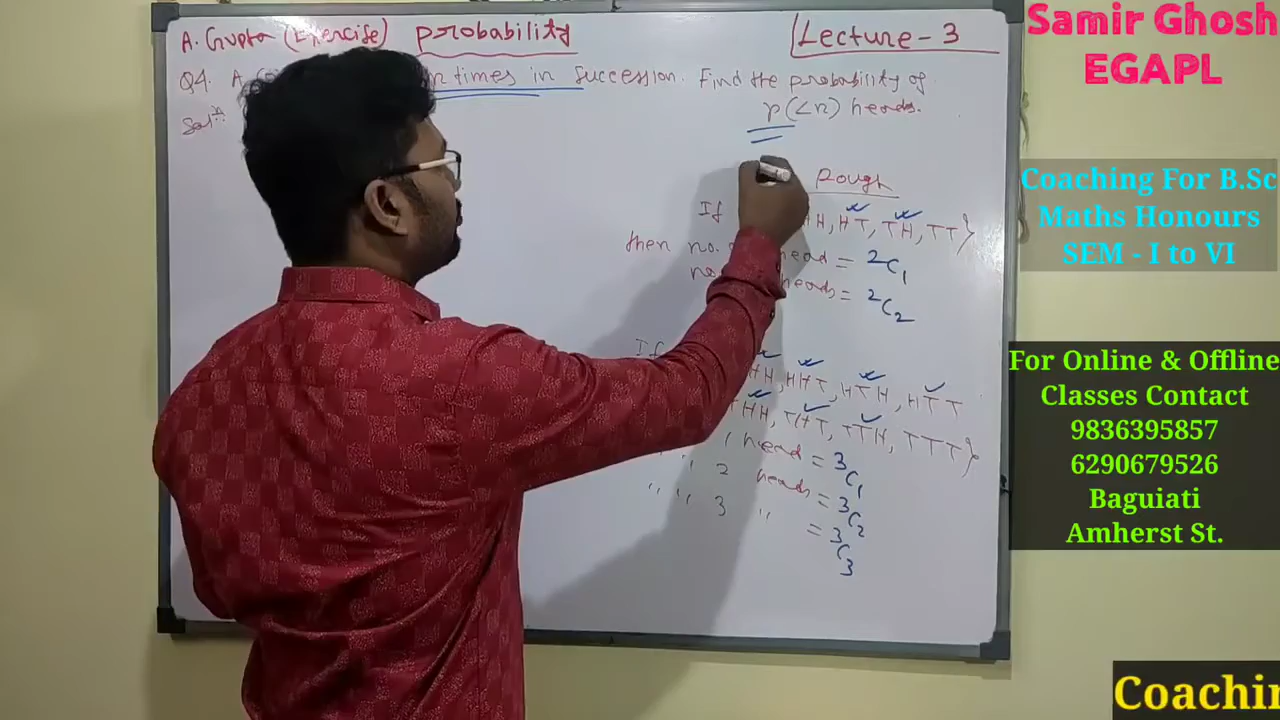 A. Gupta (Exercise) probability
Lecture-3
Q4. A n times in Succession. Find the probability of
r (<n) heads.
Sol
Rough
If HH, HT, TH, TT}
then no. head = 2C1
heads = 2C2
If
HHH, HHT, HTH, HTT
THH, THT, TTH, TTT}
1 head = 3C1
" " 2 heads = 3C2
" " 3 " = 3C3
Samir Ghosh
EGAPL
Coaching For B.Sc
Maths Honours
SEM - I to VI
For Online & Offline
Classes Contact
9836395857
6290679526
Baguiati
Amherst St.